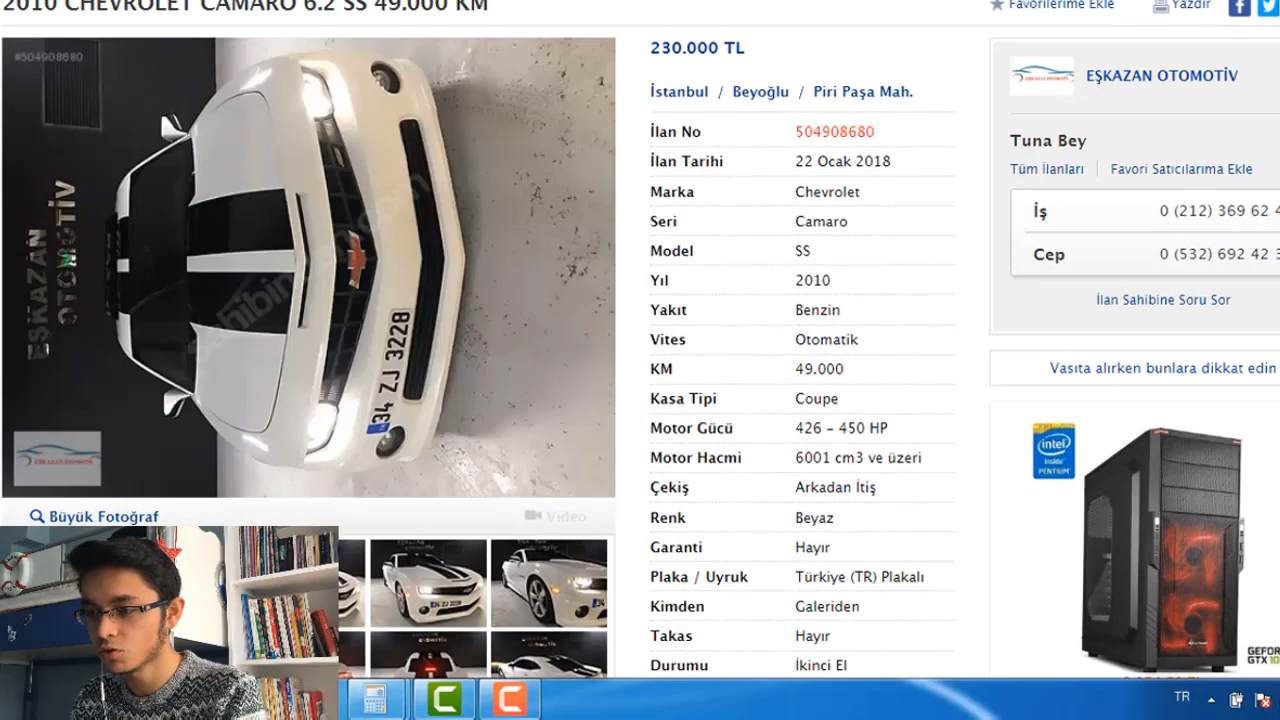 2010 CHEVROLET CAMARO 6.2 SS 49.000 KM
Favorilerime Ekle
Yazdır
#504908680
EŞKAZAN
OTOMOTİV
34 ZJ 3228
Büyük Fotoğraf
Video
230.000 TL
İstanbul / Beyoğlu / Piri Paşa Mah.
İlan No 504908680
İlan Tarihi 22 Ocak 2018
Marka Chevrolet
Seri Camaro
Model SS
Yıl 2010
Yakıt Benzin
Vites Otomatik
KM 49.000
Kasa Tipi Coupe
Motor Gücü 426 – 450 HP
Motor Hacmi 6001 cm3 ve üzeri
Çekiş Arkadan İtiş
Renk Beyaz
Garanti Hayır
Plaka / Uyruk Türkiye (TR) Plakalı
Kimden Galeriden
Takas Hayır
Durumu İkinci El
EŞKAZAN OTOMOTİV
Tuna Bey
Tüm İlanları
Favori Satıcılarıma Ekle
İş 0 (212) 369 62
Cep 0 (532) 692 42
İlan Sahibine Soru Sor
Vasıta alırken bunlara dikkat edin
intel
inside
PENTIUM
GTX 10
TR